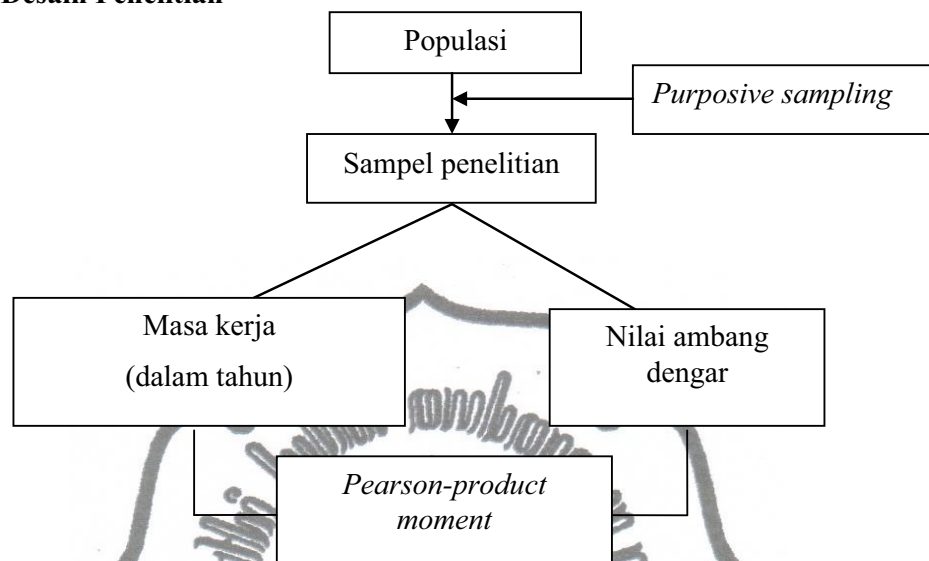 Desain Penelitian
Populasi
Purposive sampling
Sampel penelitian
Masa kerja
(dalam tahun)
Nilai ambang
dengar
Pearson-product
moment